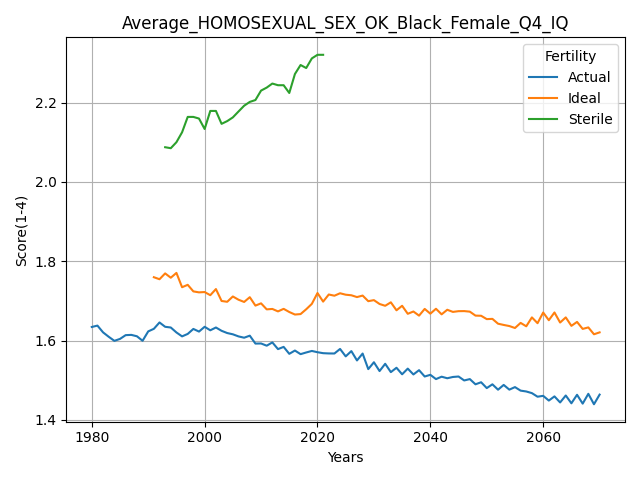 Average_HOMOSEXUAL_SEX_OK_Black_Female_Q4_IQ
Fertility
Actual
Ideal
Sterile
Score(1-4)
2.2
2.0
1.8
1.6
1.4
1980
2000
2020
2040
2060
Years